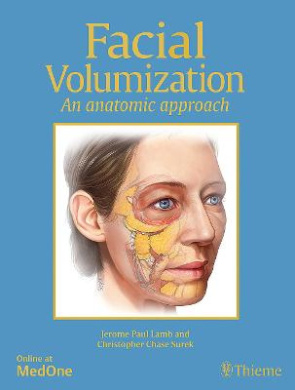 Facial
Volumization
An anatomic approach
Jerome Paul Lamb and
Christopher Chase Surek
Online at
MedOne
Thieme